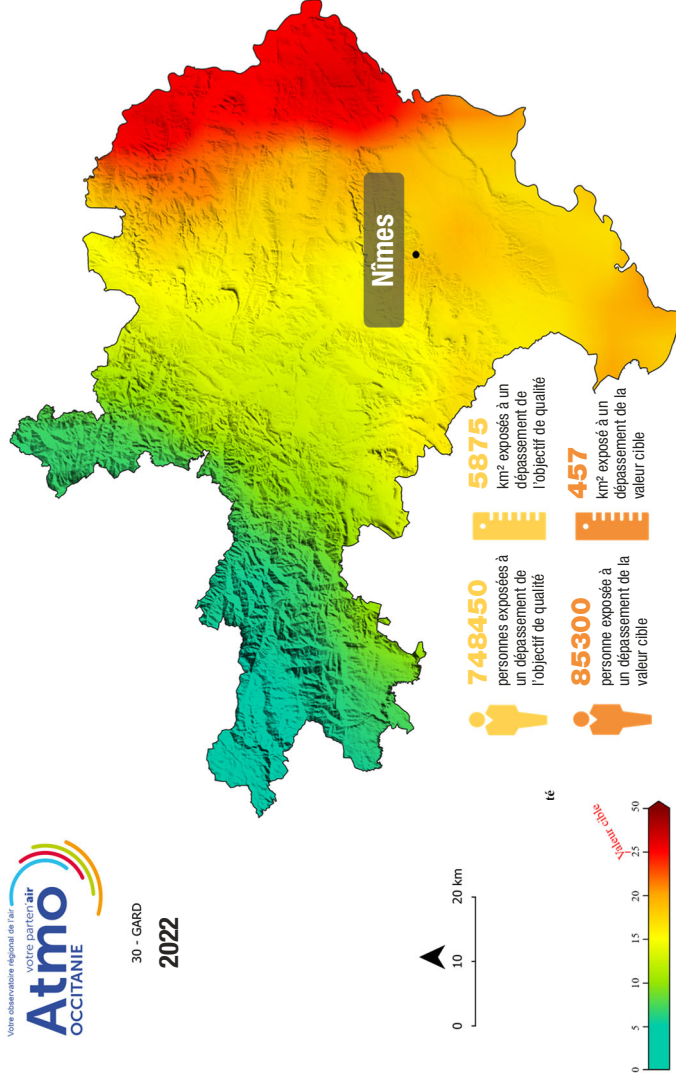 Votre observatoire régional de l'air
Atmo
votre parten'air
OCCITANIE
30 - GARD
2022
Nîmes
0 10 20 km
748450
personnes exposées à
un dépassement de
l'objectif de qualité
5875
km² exposés à un
dépassement de
l'objectif de qualité
85300
personne exposée à
un dépassement de la
valeur cible
457
km² exposé à un
dépassement de la
valeur cible
té
Valeur cible
0 5 10 15 20 25 50